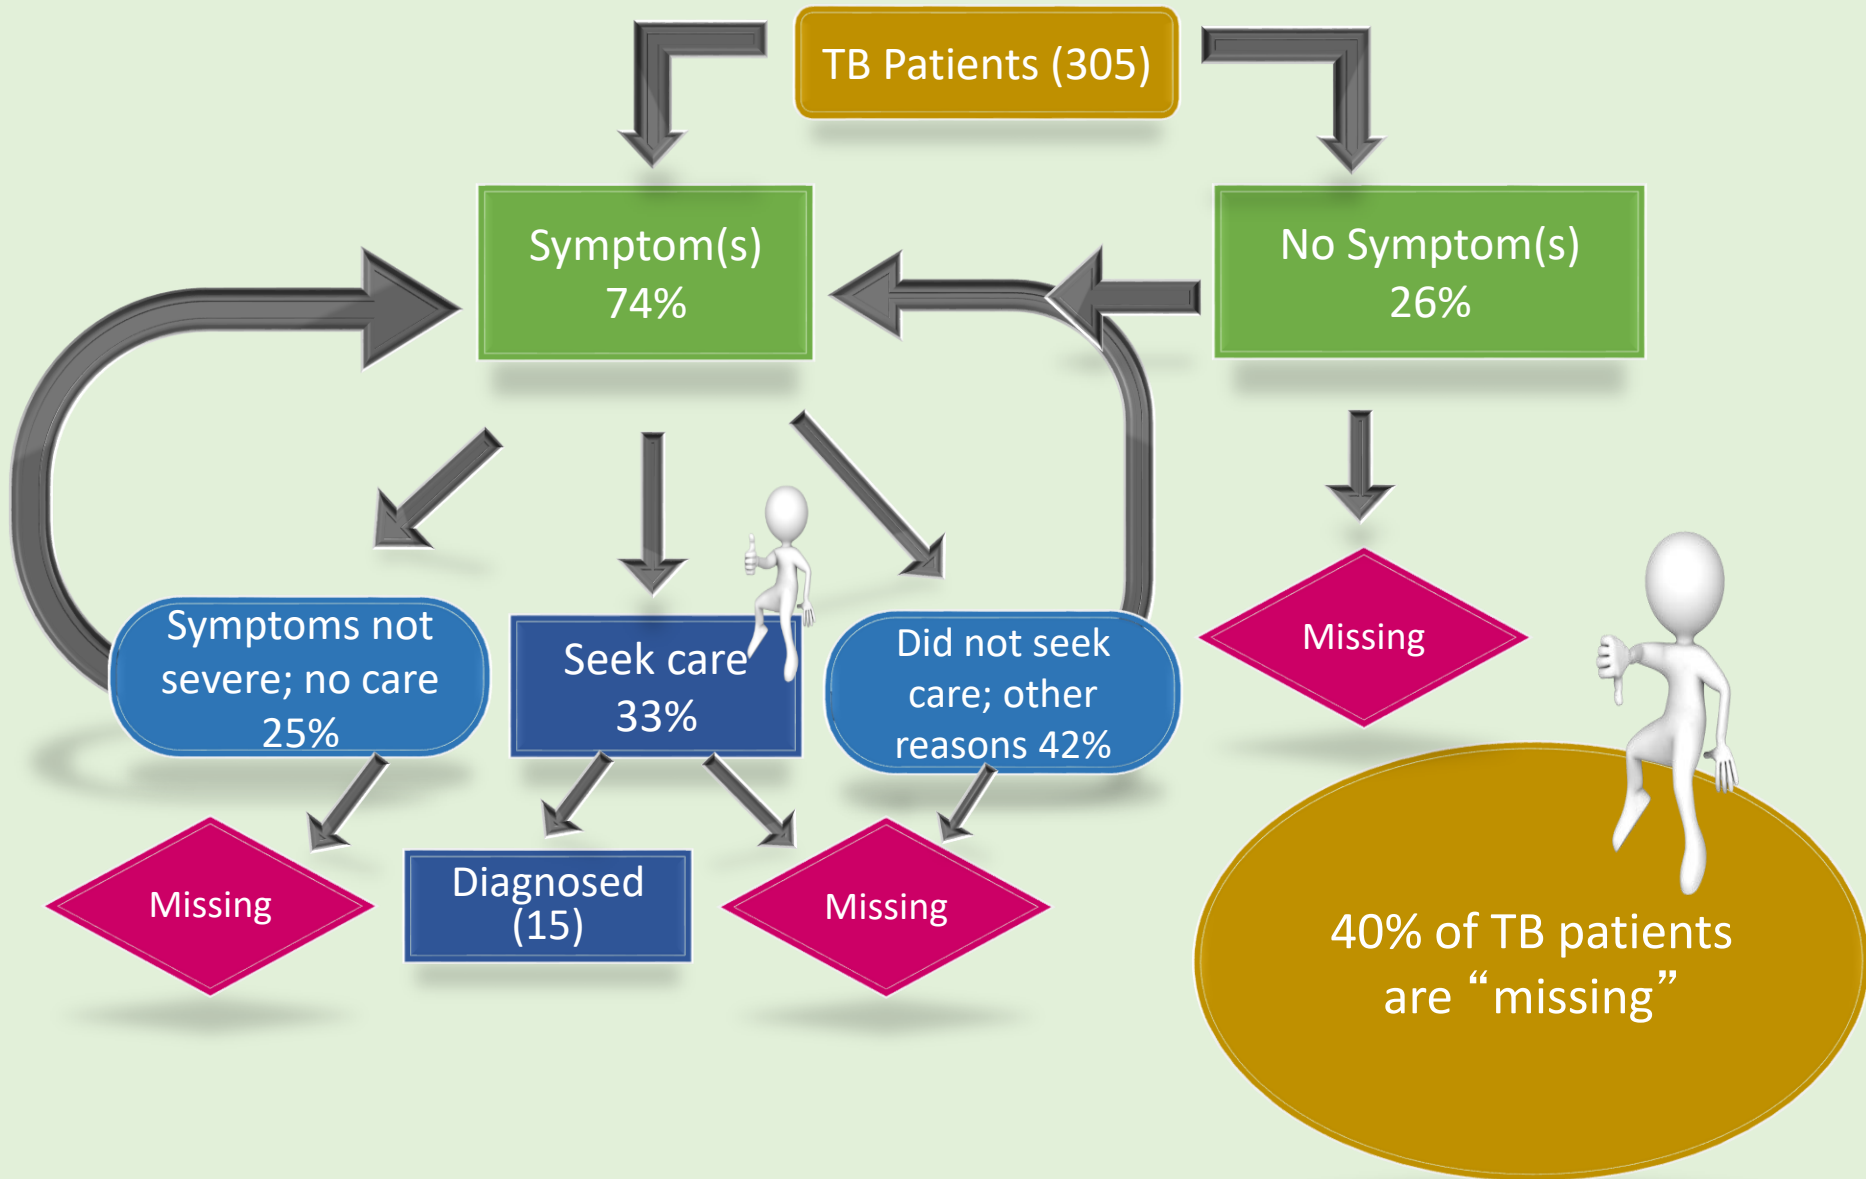 TB Patients (305)
Symptom(s)
74%
No Symptom(s)
26%
Symptoms not
severe; no care
25%
Seek care
33%
Did not seek
care; other
reasons 42%
Missing
Missing
Diagnosed
(15)
Missing
40% of TB patients
are “missing”